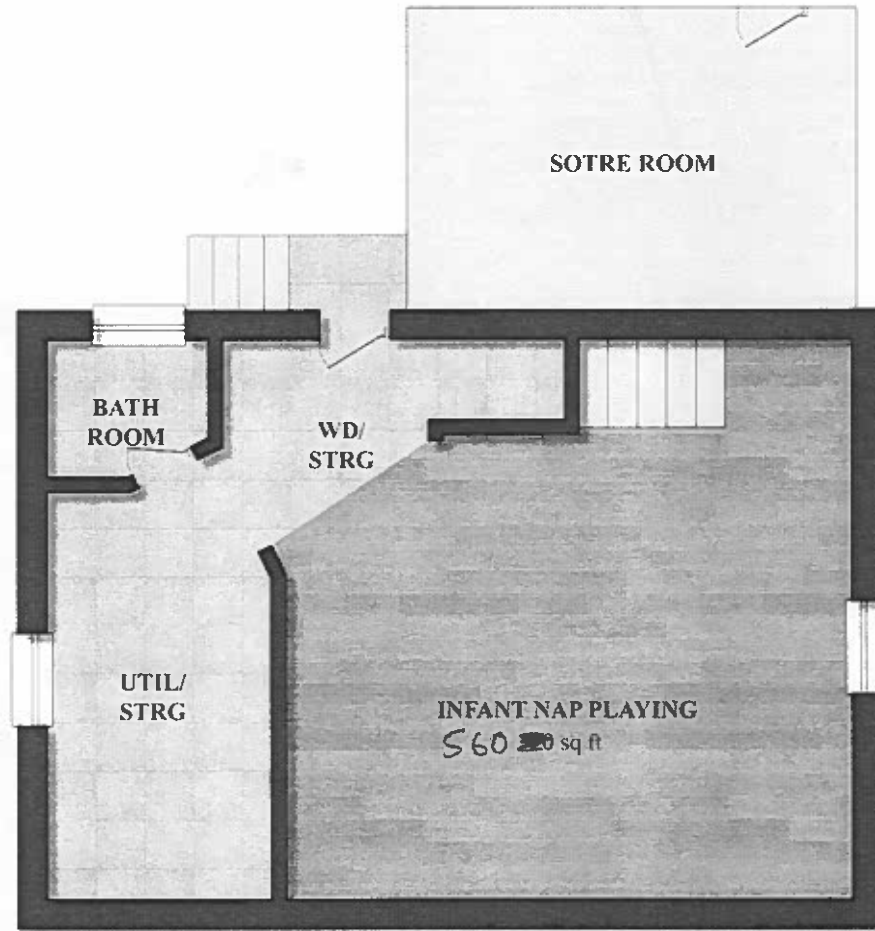 SOTRE ROOM
BATH
ROOM
WD/
STRG
UTIL/
STRG
INFANT NAP PLAYING
560 sq ft